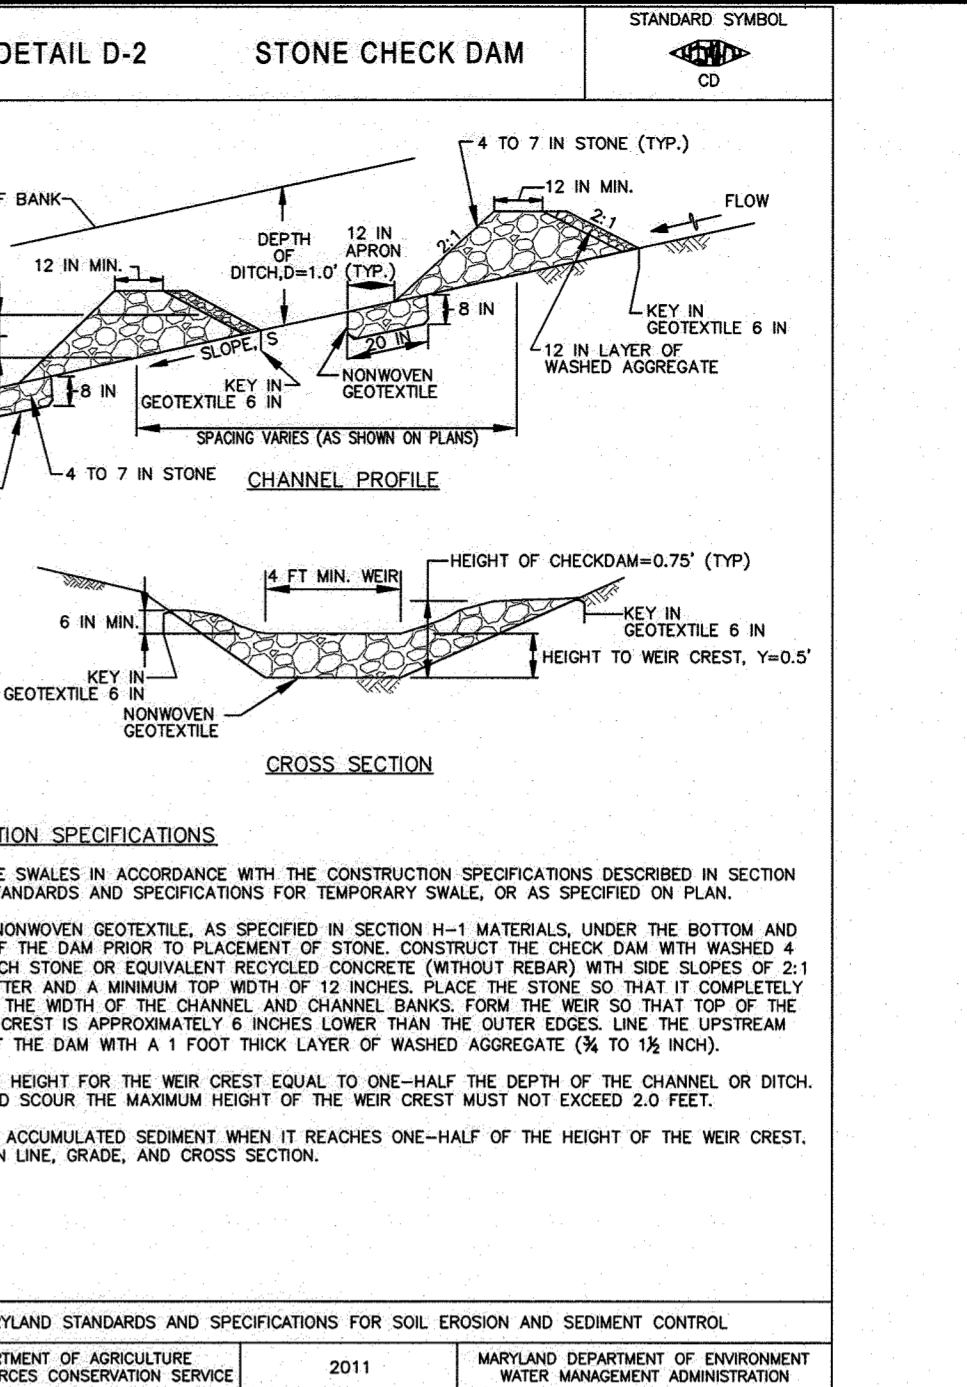 DETAIL D-2 STONE CHECK DAM
STANDARD SYMBOL
CD
4 TO 7 IN STONE (TYP.)
12 IN MIN.
FLOW
BANK
DEPTH
OF
DITCH,D=1.0'
12 IN
APRON
(TYP.)
2:1
2:1
12 IN MIN.
8 IN
KEY IN
GEOTEXTILE 6 IN
20 IN
SLOPE, S
12 IN LAYER OF
WASHED AGGREGATE
8 IN
KEY IN
GEOTEXTILE 6 IN
NONWOVEN
GEOTEXTILE
SPACING VARIES (AS SHOWN ON PLANS)
4 TO 7 IN STONE
CHANNEL PROFILE
HEIGHT OF CHECKDAM=0.75' (TYP)
4 FT MIN. WEIR
6 IN MIN.
KEY IN
GEOTEXTILE 6 IN
HEIGHT TO WEIR CREST, Y=0.5'
KEY IN
GEOTEXTILE 6 IN
NONWOVEN
GEOTEXTILE
CROSS SECTION
TION SPECIFICATIONS
E SWALES IN ACCORDANCE WITH THE CONSTRUCTION SPECIFICATIONS DESCRIBED IN SECTION
TANDARDS AND SPECIFICATIONS FOR TEMPORARY SWALE, OR AS SPECIFIED ON PLAN.
NONWOVEN GEOTEXTILE, AS SPECIFIED IN SECTION H-1 MATERIALS, UNDER THE BOTTOM AND
F THE DAM PRIOR TO PLACEMENT OF STONE. CONSTRUCT THE CHECK DAM WITH WASHED 4
CH STONE OR EQUIVALENT RECYCLED CONCRETE (WITHOUT REBAR) WITH SIDE SLOPES OF 2:1
TTER AND A MINIMUM TOP WIDTH OF 12 INCHES. PLACE THE STONE SO THAT IT COMPLETELY
THE WIDTH OF THE CHANNEL AND CHANNEL BANKS. FORM THE WEIR SO THAT TOP OF THE
CREST IS APPROXIMATELY 6 INCHES LOWER THAN THE OUTER EDGES. LINE THE UPSTREAM
F THE DAM WITH A 1 FOOT THICK LAYER OF WASHED AGGREGATE (¾ TO 1½ INCH).
HEIGHT FOR THE WEIR CREST EQUAL TO ONE-HALF THE DEPTH OF THE CHANNEL OR DITCH.
D SCOUR THE MAXIMUM HEIGHT OF THE WEIR CREST MUST NOT EXCEED 2.0 FEET.
ACCUMULATED SEDIMENT WHEN IT REACHES ONE-HALF OF THE HEIGHT OF THE WEIR CREST.
N LINE, GRADE, AND CROSS SECTION.
RYLAND STANDARDS AND SPECIFICATIONS FOR SOIL EROSION AND SEDIMENT CONTROL
RTMENT OF AGRICULTURE
RCES CONSERVATION SERVICE
2011
MARYLAND DEPARTMENT OF ENVIRONMENT
WATER MANAGEMENT ADMINISTRATION